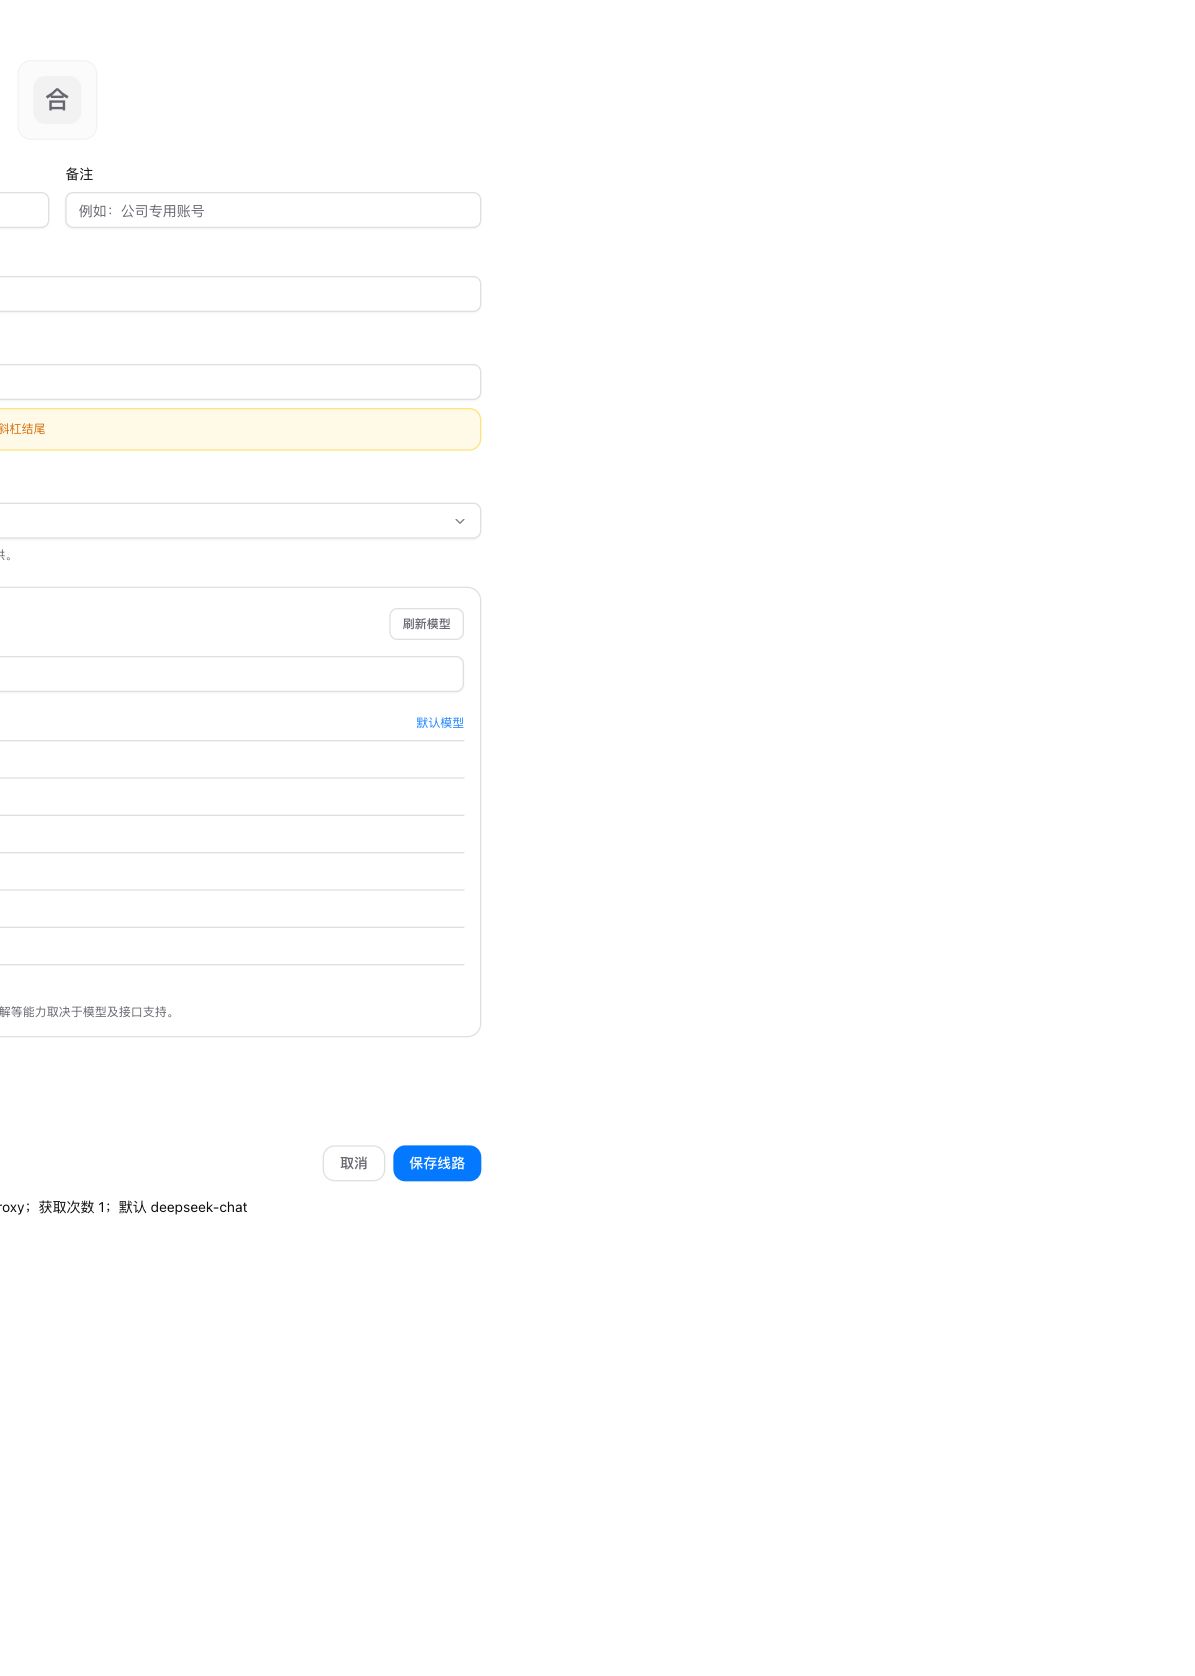 合
备注
例如：公司专用账号
斜杠结尾
供。
刷新模型
默认模型
解等能力取决于模型及接口支持。
取消
保存线路
roxy；获取次数 1；默认 deepseek-chat